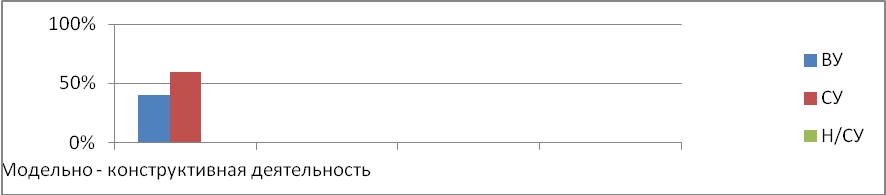 100%
50%
0%
Модельно - конструктивная деятельность
ВУ
СУ
Н/СУ